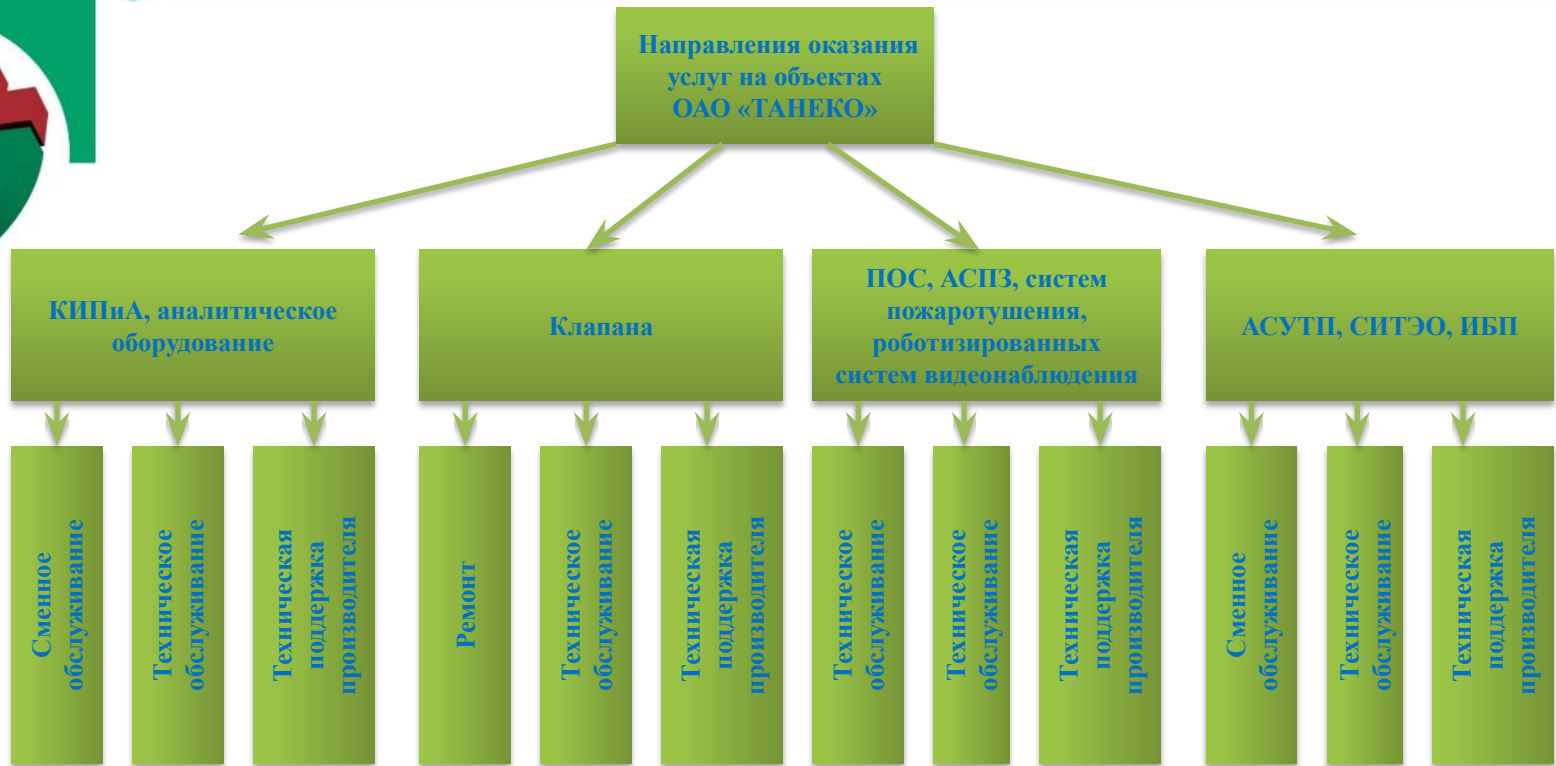 Направления оказания
услуг на объектах
ОАО «ТАНЕКО»
КИПиА, аналитическое
оборудование
Клапана
ПОС, АСПЗ, систем
пожаротушения,
роботизированных
систем видеонаблюдения
АСУТП, СИТЭО, ИБП
Сменное
обслуживание
Техническое
обслуживание
Техническая
поддержка
производителя
Ремонт
Техническое
обслуживание
Техническая
поддержка
производителя
Техническое
обслуживание
Техническое
обслуживание
Техническая
поддержка
производителя
Сменное
обслуживание
Техническое
обслуживание
Техническая
поддержка
производителя